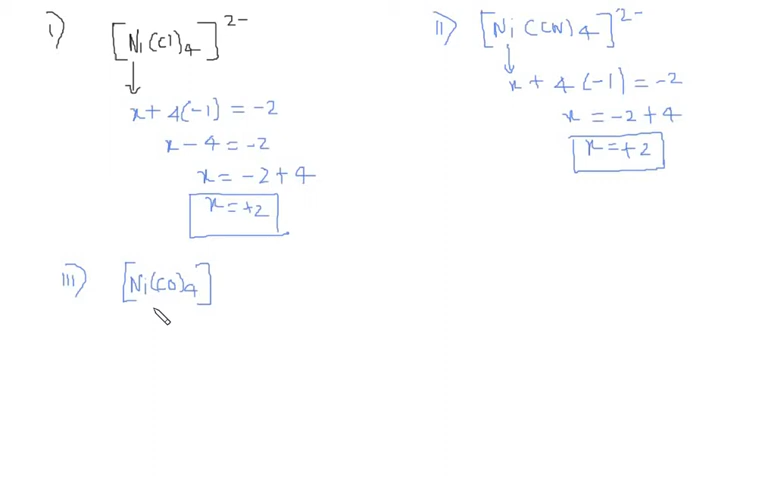 i) [Ni(Cl)4]2-
x + 4(-1) = -2
x - 4 = -2
x = -2 + 4
x = +2
ii) [Ni(CN)4]2-
x + 4(-1) = -2
x = -2 + 4
x = +2
iii) [Ni(CO)4]